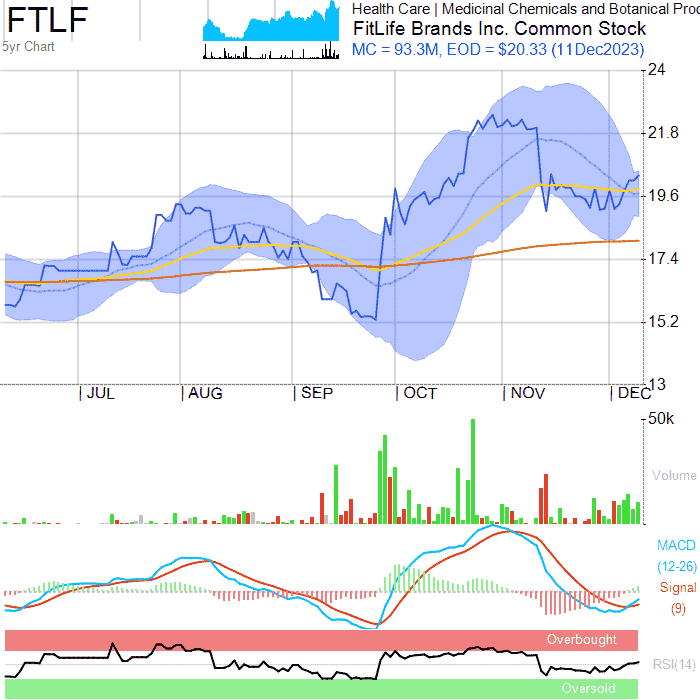 FTLF
5yr Chart
Health Care | Medicinal Chemicals and Botanical Proc
FitLife Brands Inc. Common Stock
MC = 93.3M, EOD = $20.33 (11Dec2023)
24
21.8
19.6
17.4
15.2
13
JUL AUG SEP OCT NOV DEC
50k
Volume
MACD
(12-26)
Signal
(9)
Overbought
RSI(14)
Oversold